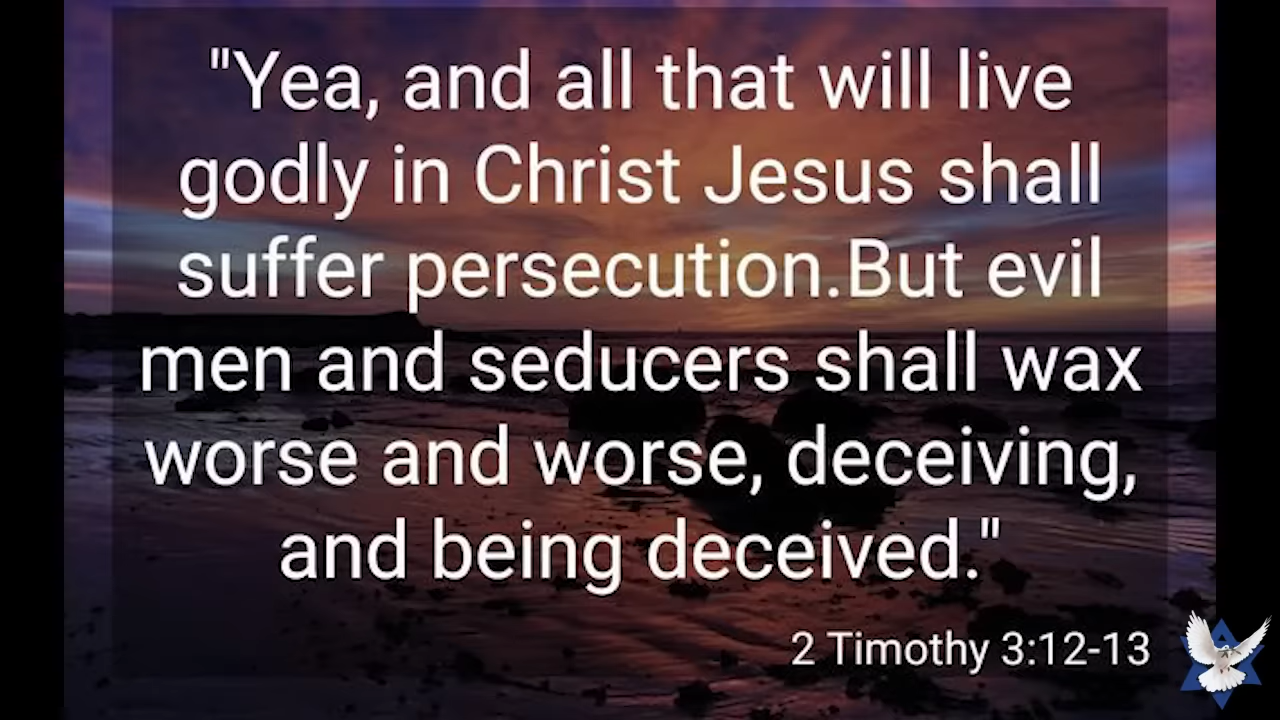 "Yea, and all that will live
godly in Christ Jesus shall
suffer persecution.But evil
men and seducers shall wax
worse and worse, deceiving,
and being deceived."
2 Timothy 3:12-13